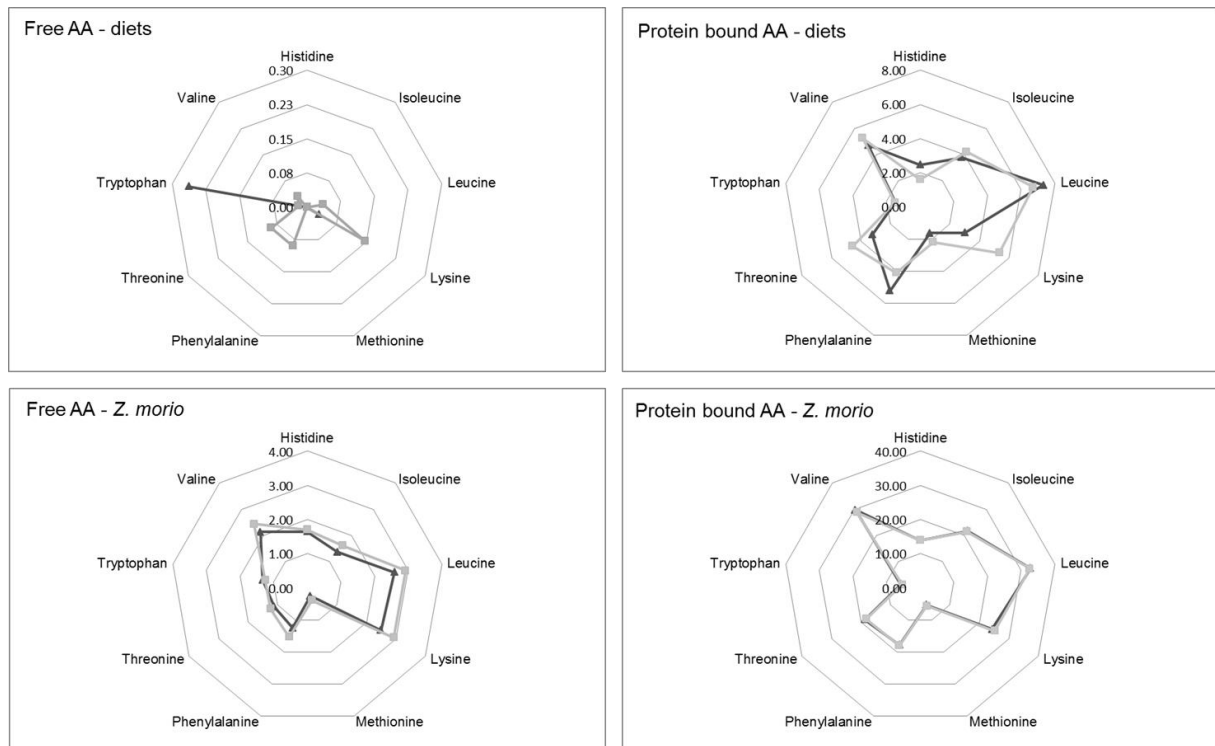 Free AA - diets
Histidine
0.30
Valine
Isoleucine
0.23
0.15
Tryptophan
Leucine
0.08
0.00
Threonine
Lysine
Phenylalanine
Methionine
Protein bound AA - diets
Histidine
8.00
Valine
Isoleucine
6.00
4.00
Tryptophan
Leucine
2.00
0.00
Threonine
Lysine
Phenylalanine
Methionine
Free AA - Z. morio
Histidine
4.00
Valine
Isoleucine
3.00
2.00
Tryptophan
Leucine
1.00
0.00
Threonine
Lysine
Phenylalanine
Methionine
Protein bound AA - Z. morio
Histidine
40.00
Valine
Isoleucine
30.00
20.00
Tryptophan
Leucine
10.00
0.00
Threonine
Lysine
Phenylalanine
Methionine